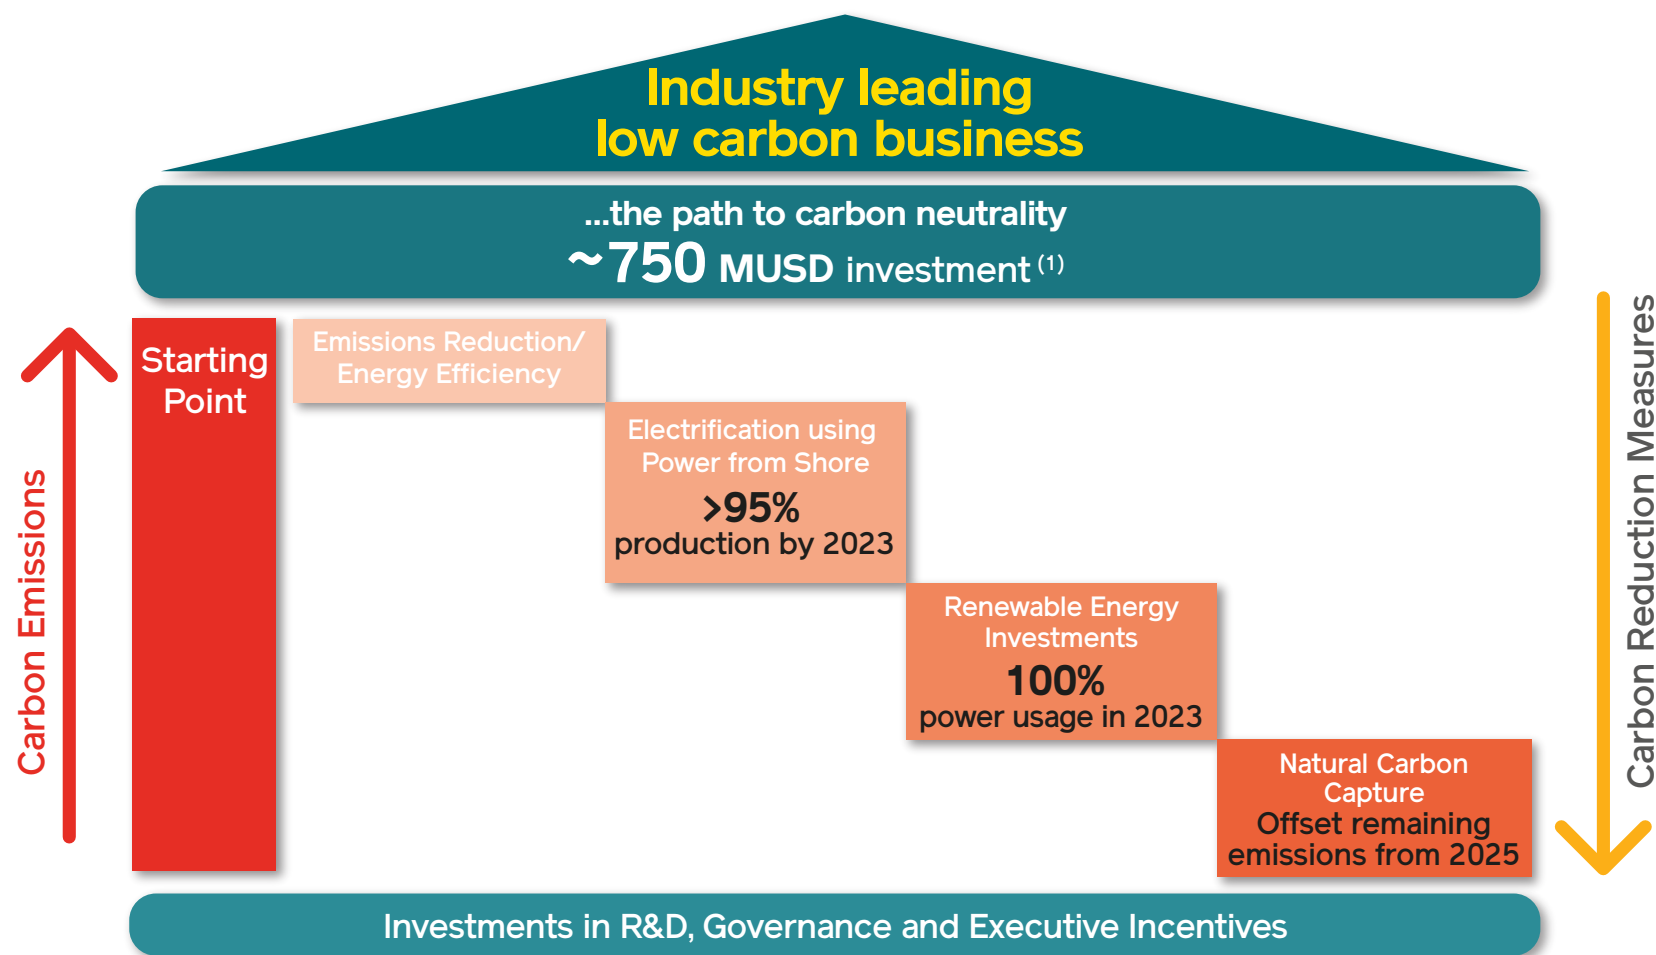 Industry leading
low carbon business
...the path to carbon neutrality
~750 MUSD investment (1)
Carbon Emissions
Starting
Point
Emissions Reduction/
Energy Efficiency
Electrification using
Power from Shore
>95%
production by 2023
Renewable Energy
Investments
100%
power usage in 2023
Natural Carbon
Capture
Offset remaining
emissions from 2025
Carbon Reduction Measures
Investments in R&D, Governance and Executive Incentives